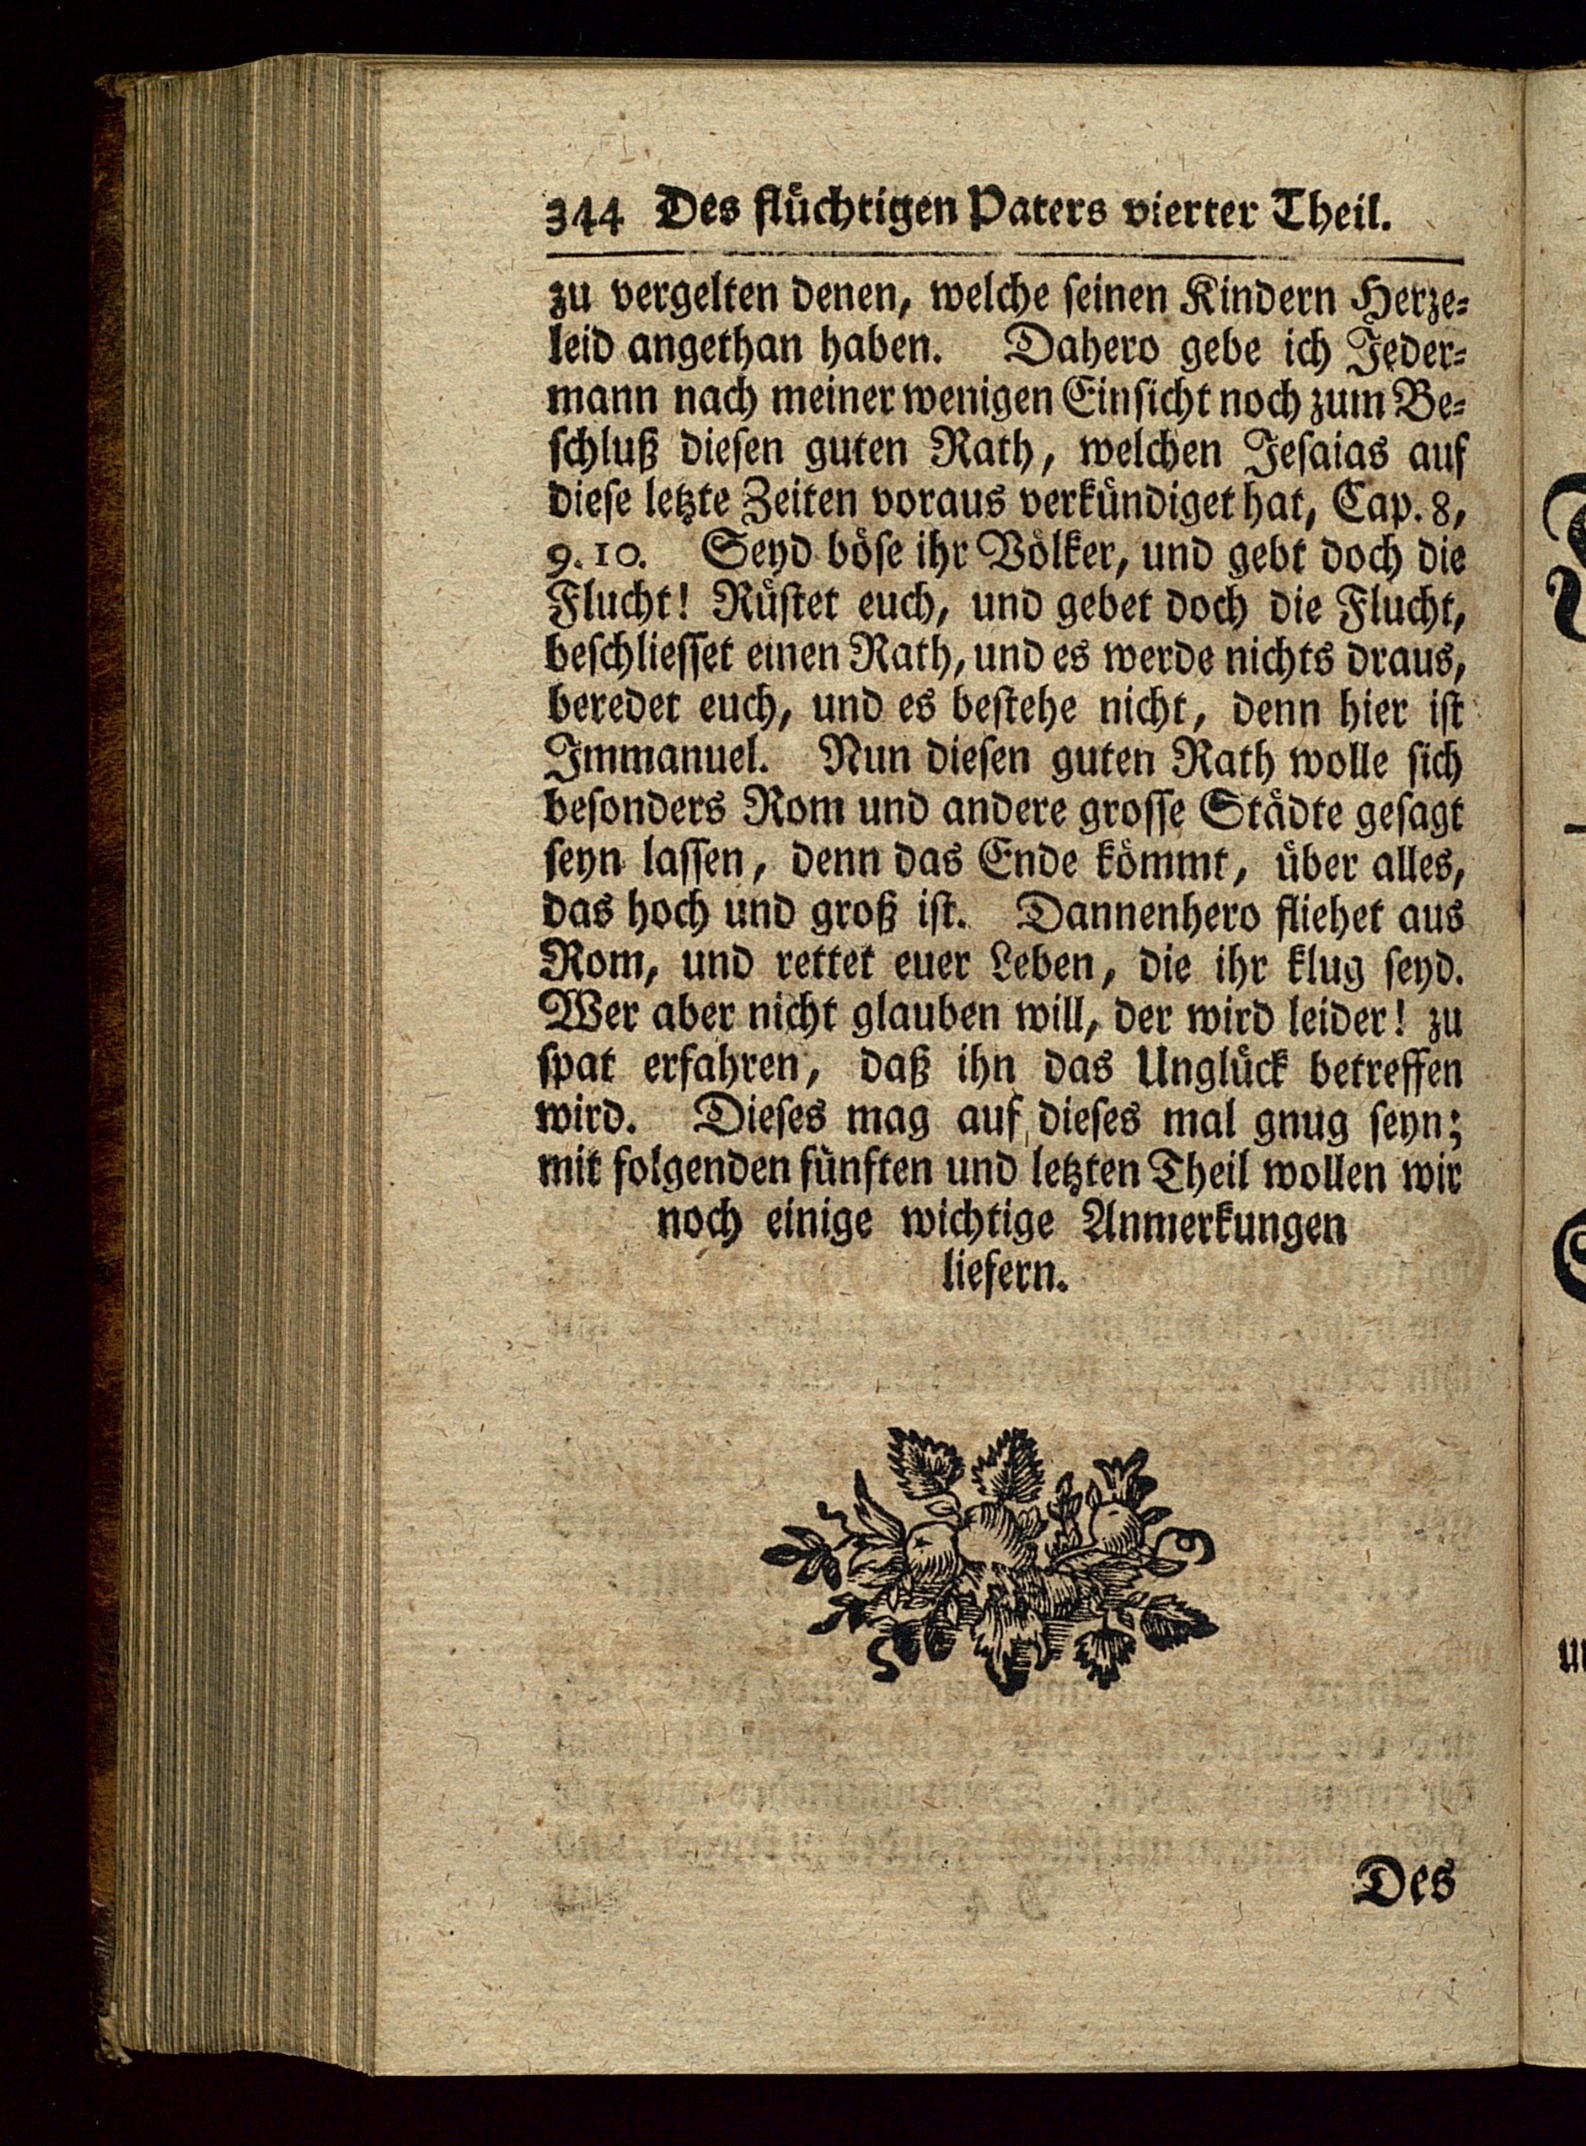 344 Des flüchtigen Paters vierter Theil.
zu vergelten denen, welche seinen Kindern Herze-
leid angethan haben. Dahero gebe ich Jeder-
mann nach meiner wenigen Einsicht noch zum Be-
schluß diesen guten Rath, welchen Jesaias auf
diese letzte Zeiten voraus verkündiget hat, Cap. 8,
9. 10. Seyd böse ihr Völker, und gebt doch die
Flucht! Rüstet euch, und gebet doch die Flucht,
beschliesset einen Rath, und es werde nichts draus,
beredet euch, und es bestehe nicht, denn hier ist
Immanuel. Nun diesen guten Rath wolle sich
besonders Rom und andere grosse Städte gesagt
seyn lassen, denn das Ende kömmt, über alles,
das hoch und groß ist. Dannenhero fliehet aus
Rom, und rettet euer Leben, die ihr klug seyd.
Wer aber nicht glauben will, der wird leider! zu
spat erfahren, daß ihn das Unglück betreffen
wird. Dieses mag auf dieses mal gnug seyn;
mit folgenden fünften und letzten Theil wollen wir
noch einige wichtige Anmerkungen
liefern.
Des